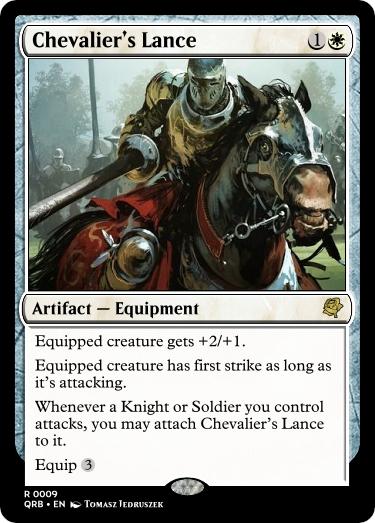 Chevalier's Lance 1
Artifact — Equipment
Equipped creature gets +2/+1.
Equipped creature has first strike as long as
it's attacking.
Whenever a Knight or Soldier you control
attacks, you may attach Chevalier's Lance
to it.
Equip 3
R 0009
QRB • EN Tomasz Jedruszek